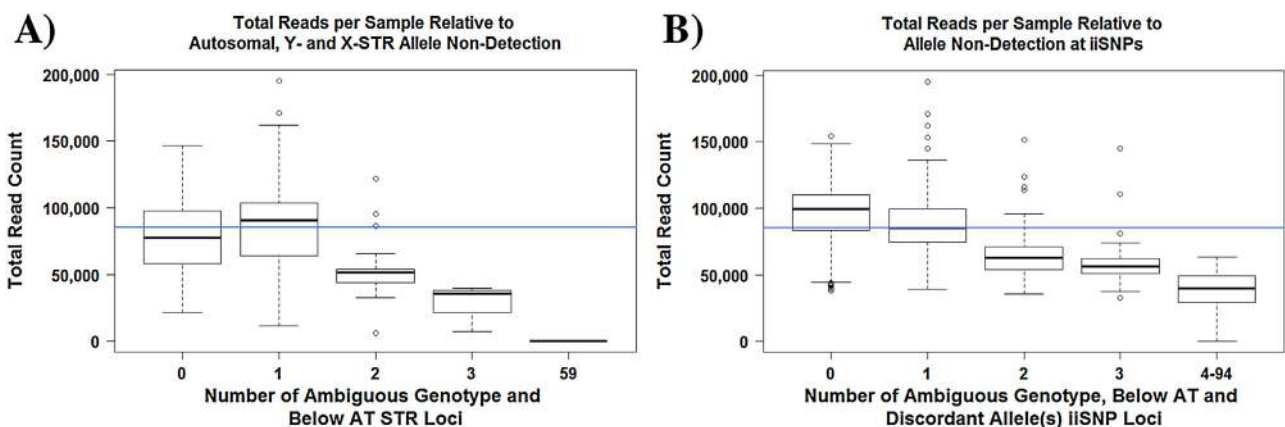 A)
Total Reads per Sample Relative to
Autosomal, Y- and X-STR Allele Non-Detection
Total Read Count
200,000
150,000
100,000
50,000
0
0 1 2 3 59
Number of Ambiguous Genotype and
Below AT STR Loci
B)
Total Reads per Sample Relative to
Allele Non-Detection at iiSNPs
Total Read Count
200,000
150,000
100,000
50,000
0
0 1 2 3 4-94
Number of Ambiguous Genotype, Below AT and
Discordant Allele(s) iiSNP Loci